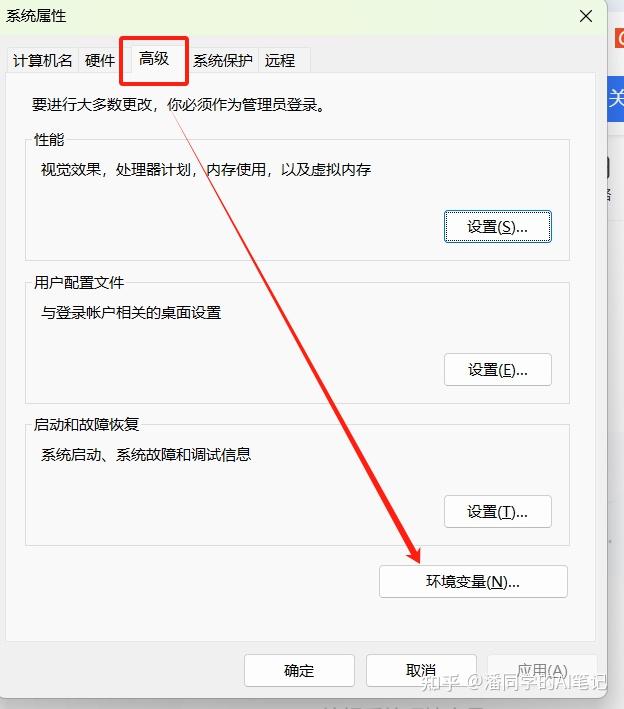 系统属性
计算机名 硬件 高级 系统保护 远程
要进行大多数更改，你必须作为管理员登录。
性能
视觉效果，处理器计划，内存使用，以及虚拟内存
设置(S)...
用户配置文件
与登录帐户相关的桌面设置
设置(E)...
启动和故障恢复
系统启动、系统故障和调试信息
设置(T)...
环境变量(N)...
确定 取消 应用(A)
知乎 @潘同学的AI笔记
关